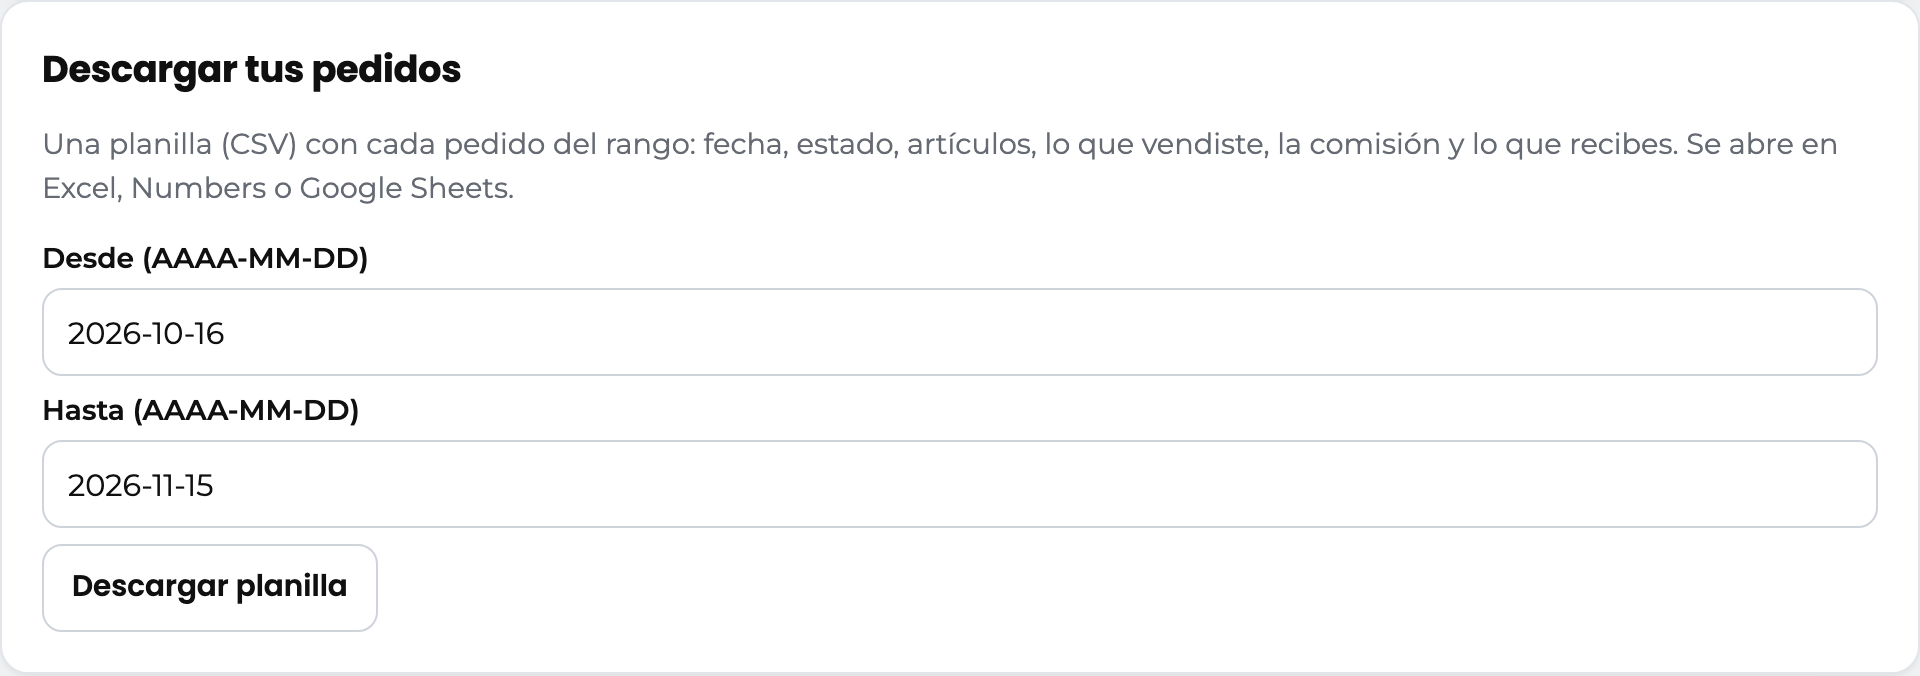 Descargar tus pedidos
Una planilla (CSV) con cada pedido del rango: fecha, estado, artículos, lo que vendiste, la comisión y lo que recibes. Se abre en
Excel, Numbers o Google Sheets.
Desde (AAAA-MM-DD)
2026-10-16
Hasta (AAAA-MM-DD)
2026-11-15
Descargar planilla